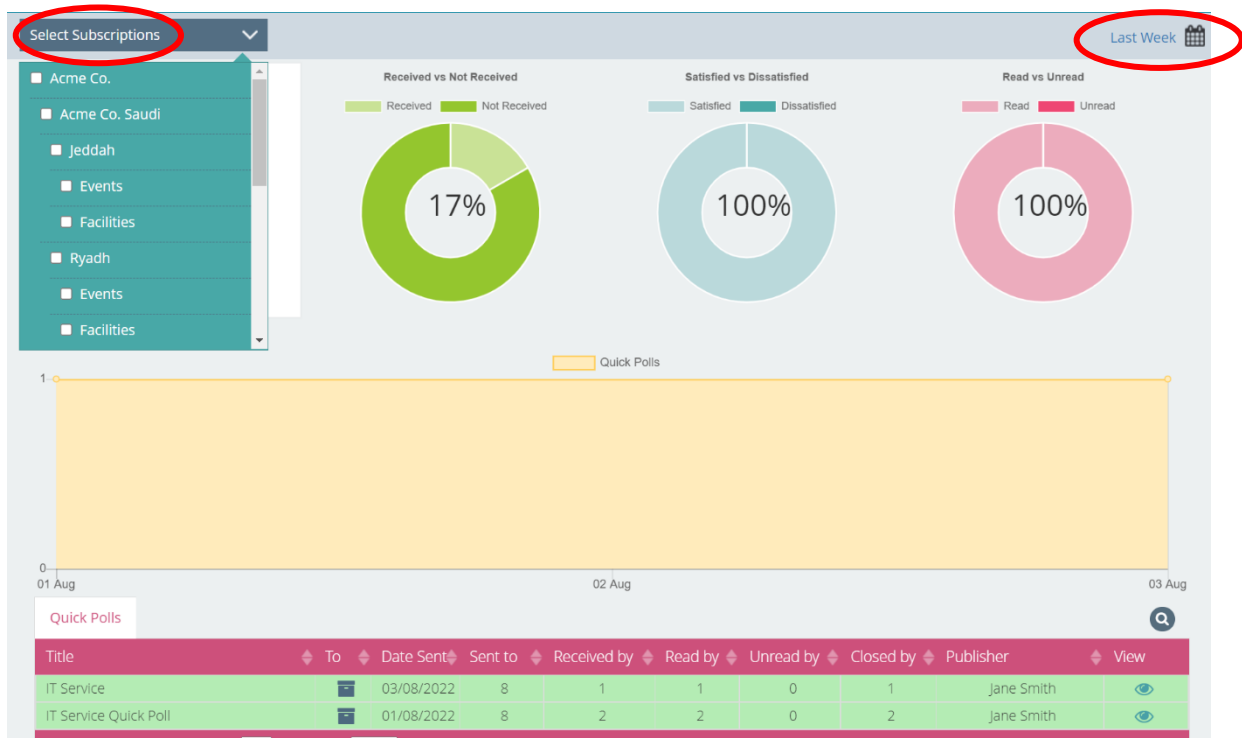 Select Subscriptions
Last Week
Acme Co.
Acme Co. Saudi
Jeddah
Events
Facilities
Ryadh
Events
Facilities
Received vs Not Received
Received Not Received
17%
Satisfied vs Dissatisfied
Satisfied Dissatisfied
100%
Read vs Unread
Read Unread
100%
Quick Polls
1
0
01 Aug 02 Aug 03 Aug
Quick Polls
Title To Date Sent Sent to Received by Read by Unread by Closed by Publisher View
IT Service 03/08/2022 8 1 1 0 1 Jane Smith
IT Service Quick Poll 01/08/2022 8 2 2 0 2 Jane Smith